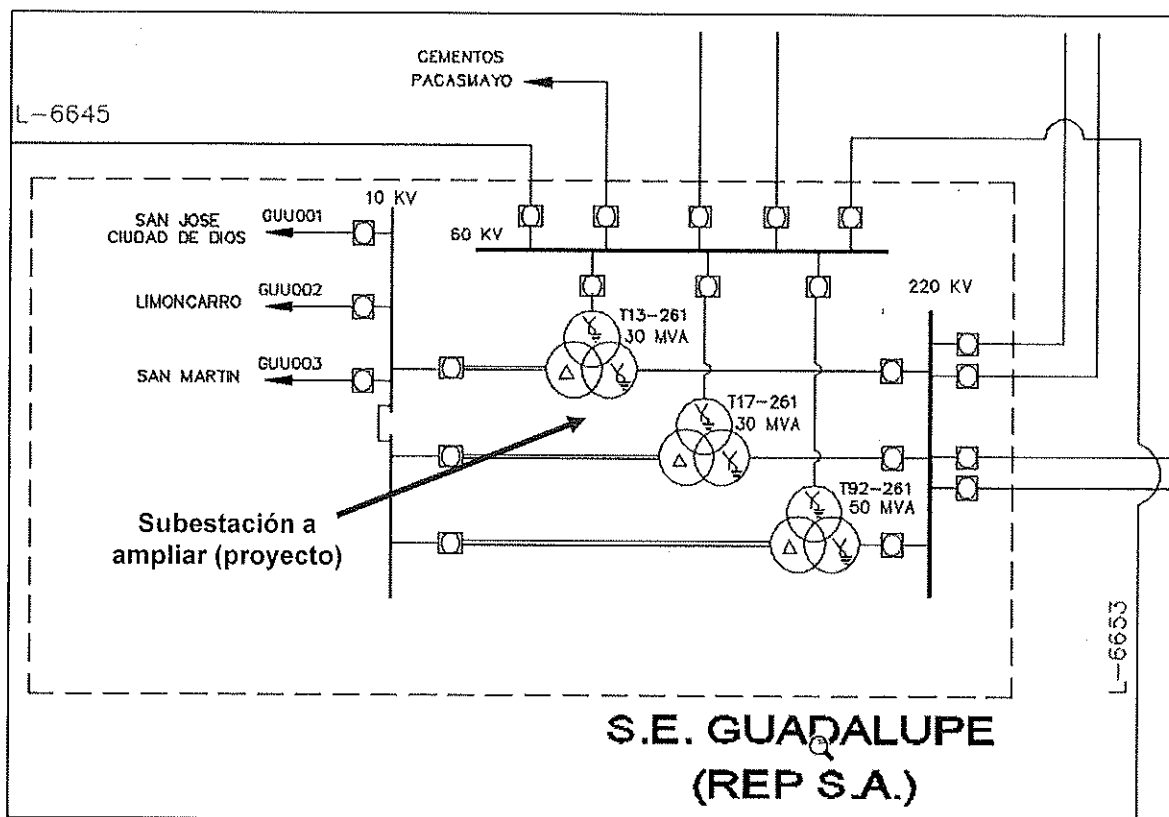 CEMENTOS
PACASMAYO
L-6645
10 KV
SAN JOSE
CIUDAD DE DIOS
GUU001
60 KV
LIMONCARRO
GUU002
220 KV
T13-261
30 MVA
SAN MARTIN
GUU003
T17-261
30 MVA
T92-261
50 MVA
Subestación a
ampliar (proyecto)
L-6653
S.E. GUADALUPE
(REP S.A.)